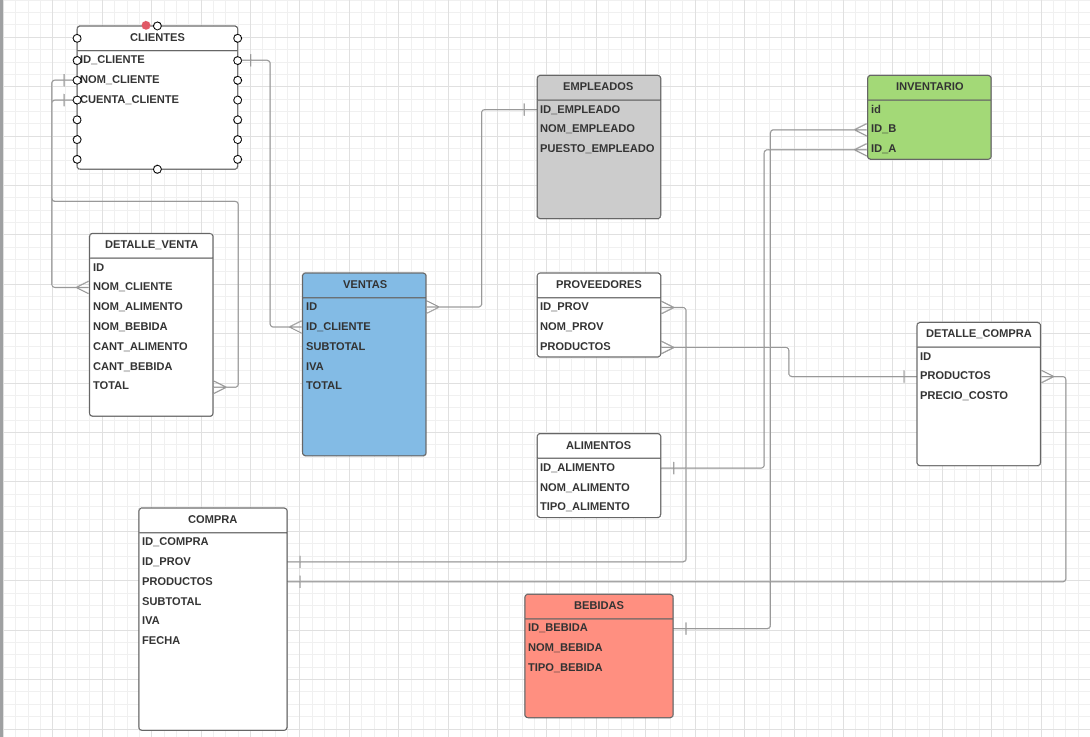 CLIENTES
ID_CLIENTE
NOM_CLIENTE
CUENTA_CLIENTE
EMPLEADOS
ID_EMPLEADO
NOM_EMPLEADO
PUESTO_EMPLEADO
INVENTARIO
id
ID_B
ID_A
DETALLE_VENTA
ID
NOM_CLIENTE
NOM_ALIMENTO
NOM_BEBIDA
CANT_ALIMENTO
CANT_BEBIDA
TOTAL
VENTAS
ID
ID_CLIENTE
SUBTOTAL
IVA
TOTAL
PROVEEDORES
ID_PROV
NOM_PROV
PRODUCTOS
DETALLE_COMPRA
ID
PRODUCTOS
PRECIO_COSTO
ALIMENTOS
ID_ALIMENTO
NOM_ALIMENTO
TIPO_ALIMENTO
COMPRA
ID_COMPRA
ID_PROV
PRODUCTOS
SUBTOTAL
IVA
FECHA
BEBIDAS
ID_BEBIDA
NOM_BEBIDA
TIPO_BEBIDA